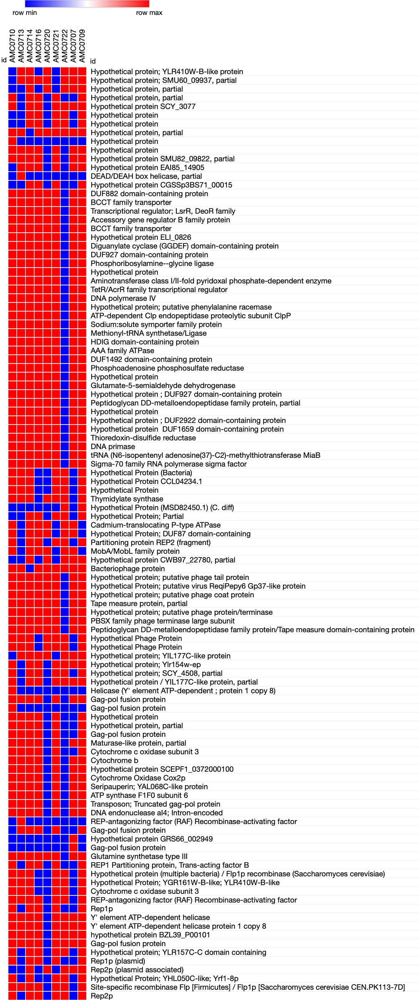 row min row max
id AMC0710 AMC0713 AMC0714 AMC0716 AMC0720 AMC0721 AMC0722 AMC0707 AMC0709 id
Hypothetical protein; YLR410W-B-like protein
Hypothetical protein; SMU60_09937, partial
Hypothetical protein, partial
Hypothetical protein, partial
Hypothetical protein SCY_3077
Hypothetical protein
Hypothetical protein
Hypothetical protein, partial
Hypothetical protein
Hypothetical protein
Hypothetical protein SMU82_09822, partial
Hypothetical protein EAI85_14905
DEAD/DEAH box helicase, partial
Hypothetical protein CGSSp3BS71_00015
DUF882 domain-containing protein
BCCT family transporter
Transcriptional regulator; LsrR, DeoR family
Accessory gene regulator B family protein
BCCT family transporter
Hypothetical protein ELI_0826
Diguanylate cyclase (GGDEF) domain-containing protein
DUF927 domain-containing protein
Phosphoribosylamine--glycine ligase
Hypothetical protein
Aminotransferase class I/II-fold pyridoxal phosphate-dependent enzyme
TetR/AcrR family transcriptional regulator
DNA polymerase IV
Hypothetical protein; putative phenylalanine racemase
ATP-dependent Clp endopeptidase proteolytic subunit ClpP
Sodium:solute symporter family protein
Methionyl-tRNA synthetase/Ligase
HDIG domain-containing protein
AAA family ATPase
DUF1492 domain-containing protein
Phosphoadenosine phosphosulfate reductase
Hypothetical protein
Glutamate-5-semialdehyde dehydrogenase
Hypothetical protein ; DUF927 domain-containing protein
Peptidoglycan DD-metalloendopeptidase family protein, partial
Hypothetical protein
Hypothetical protein ; DUF2922 domain-containing protein
Hypothetical protein  DUF1659 domain-containing protein
Thioredoxin-disulfide reductase
DNA primase
tRNA (N6-isopentenyl adenosine(37)-C2)-methylthiotransferase MiaB
Sigma-70 family RNA polymerase sigma factor
Hypothetical Protein (Bacteria)
Hypothetical Protein CCL04234.1
Hypothetical Protein
Thymidylate synthase
Hypothetical Protein (MSD82450.1) (C. diff)
Hypothetical Protein; Partial
Cadmium-translocating P-type ATPase
Hypothetical Protein; DUF87 domain-containing
Partitioning protein REP2 (fragment)
MobA/MobL family protein
Hypothetical protein CWB97_22780, partial
Bacteriophage protein
Hypothetical protein; putative phage tail protein
Hypothetical Protein; putative virus ReqiPepy6 Gp37-like protein
Hypothetical protein; putative phage coat protein
Tape measure protein, partial
Hypothetical protein; putative phage protein/terminase
PBSX family phage terminase large subunit
Peptidoglycan DD-metalloendopeptidase family protein/Tape measure domain-containing protein
Hypothetical Phage Protein
Hypothetical Phage Protein
Hypothetical protein; YIL177C-like protein
Hypothetical protein; Ylr154w-ep
Hypothetical protein; SCY_4508, partial
Hypothetical protein / YIL177C-like protein, partial
Helicase (Y' element ATP-dependent ; protein 1 copy 8)
Gag-pol fusion protein
Gag-pol fusion protein
Hypothetical protein
Hypothetical protein, partial
Gag-pol fusion protein
Maturase-like protein, partial
Cytochrome c oxidase subunit 3
Cytochrome b
Hypothetical protein SCEPF1_0372000100
Cytochrome Oxidase Cox2p
Seripauperin; YAL068C-like protein
ATP synthase F1F0 subunit 6
Transposon; Truncated gag-pol protein
DNA endonuclease aI4; Intron-encoded
REP-antagonizing factor (RAF) Recombinase-activating factor
Gag-pol fusion protein
Hypothetical protein GRS66_002949
Gag-pol fusion protein
Glutamine synthetase type III
REP1 Partitioning protein, Trans-acting factor B
Hypothetical protein (multiple bacteria) / Flp1p recombinase (Saccharomyces cerevisiae)
Hypothetical Protein; YGR161W-B-like; YLR410W-B-like
Cytochrome c oxidase subunit 3
REP-antagonizing factor (RAF) Recombinase-activating factor
Rep1p
Y' element ATP-dependent helicase
Y' element ATP-dependent helicase protein 1 copy 8
hypothetical protein BZL39_P00101
Gag-pol fusion protein
Hypothetical protein; YLR157C-C domain containing
Rep1p (plasmid)
Rep2p (plasmid associated)
Hypothetical Protein; YHL050C-like; Yrf1-8p
Site-specific recombinase Flp [Firmicutes] / Flp1p [Saccharomyces cerevisiae CEN.PK113-7D]
Rep2p